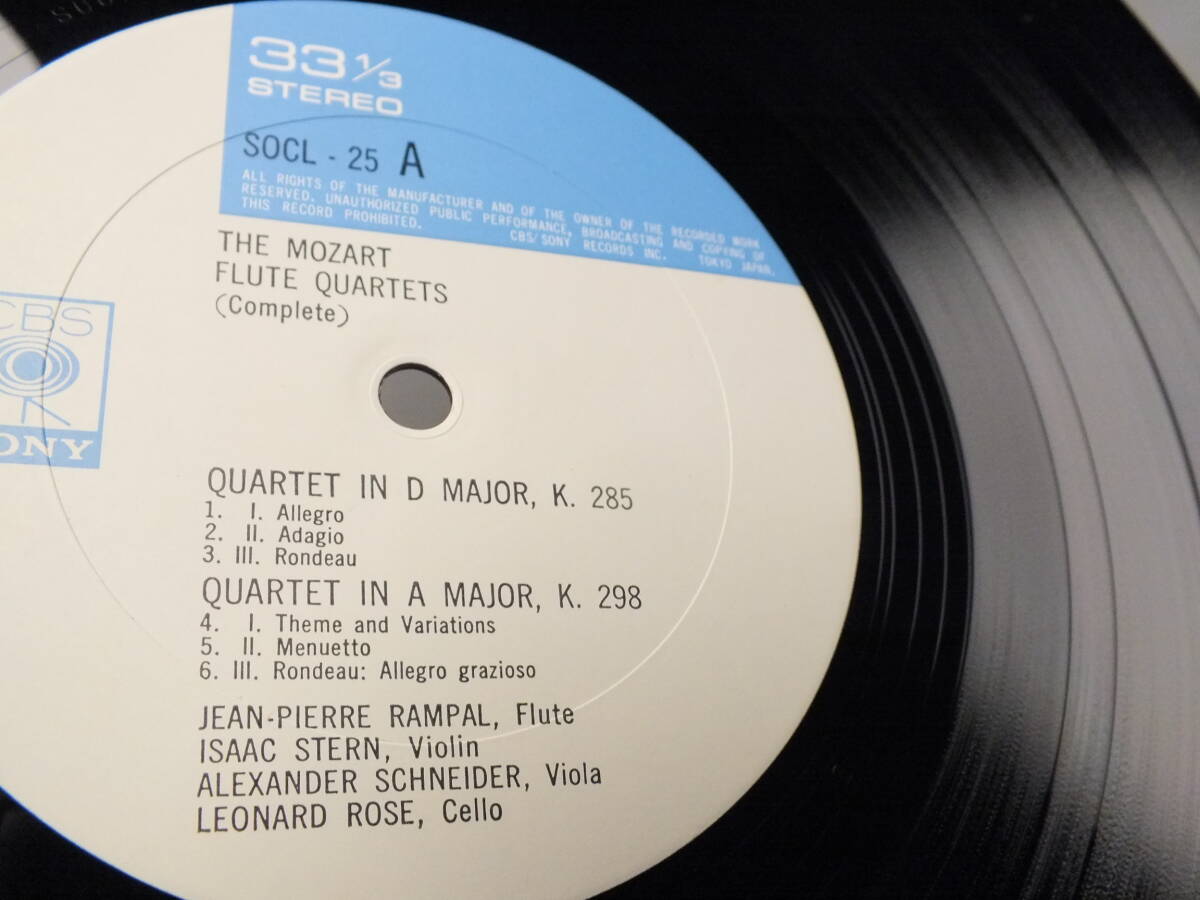 33 1/3
STEREO
SOCL - 25 A
ALL RIGHTS OF THE MANUFACTURER AND OF THE OWNER OF THE RECORDED WORK
RESERVED. UNAUTHORIZED PUBLIC PERFORMANCE, BROADCASTING AND COPYING OF
THIS RECORD PROHIBITED. CBS/SONY RECORDS INC. TOKYO JAPAN.
THE MOZART
FLUTE QUARTETS
(Complete)
CBS
ONY
QUARTET IN D MAJOR, K. 285
1. I. Allegro
2. II. Adagio
3. III. Rondeau
QUARTET IN A MAJOR, K. 298
4. I. Theme and Variations
5. II. Menuetto
6. III. Rondeau: Allegro grazioso
JEAN-PIERRE RAMPAL, Flute
ISAAC STERN, Violin
ALEXANDER SCHNEIDER, Viola
LEONARD ROSE, Cello